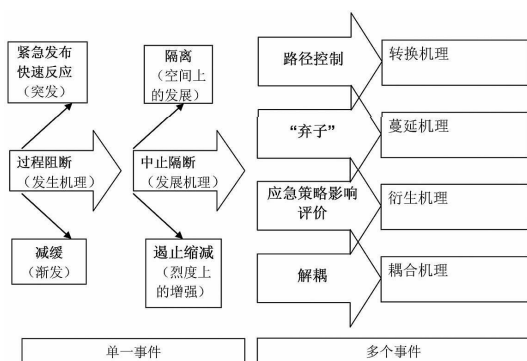 紧急发布
快速反应
（突发）
隔离
（空间上
的发展）
过程阻断
（发生机理）
中止隔断
（发展机理）
减缓
（渐发）
遏止缩减
（烈度上
的增强）
路径控制
转换机理
“弃子”
蔓延机理
应急策略影响
评价
衍生机理
解耦
耦合机理
单一事件
多个事件